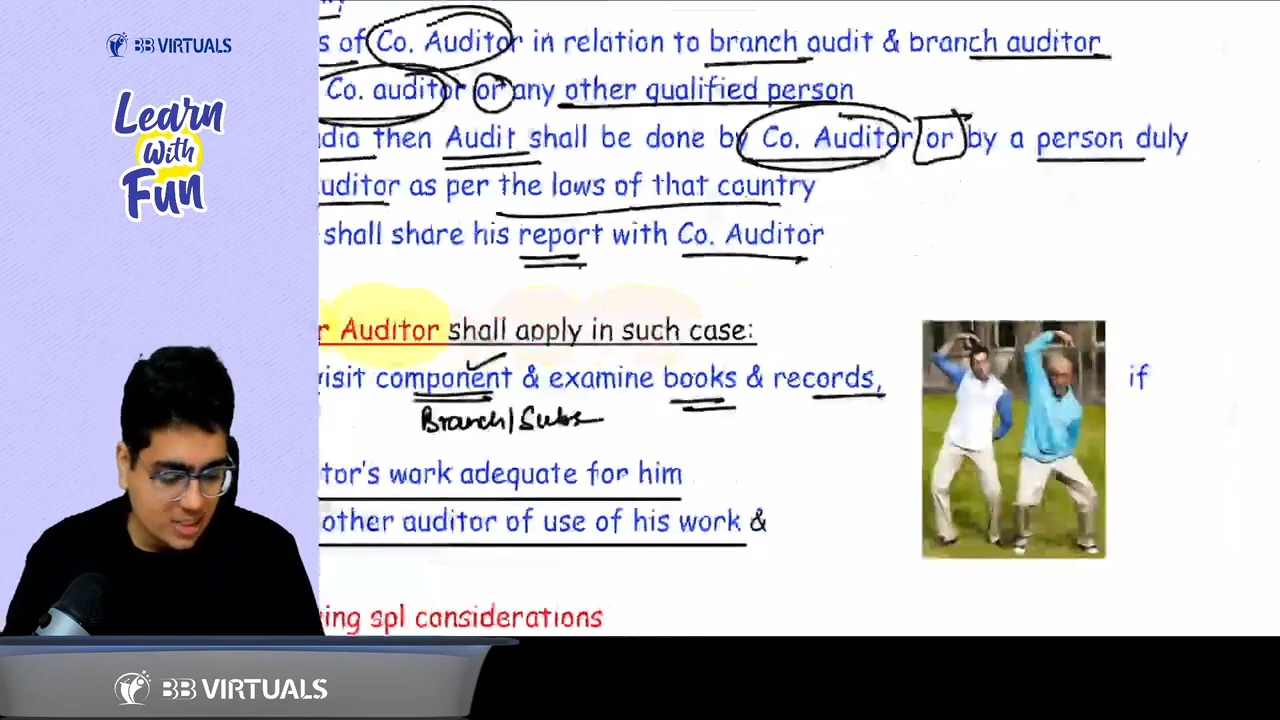 BB VIRTUALS
Learn
With
Fun
s of Co. Auditor in relation to branch audit & branch auditor
Co. auditor or any other qualified person
dia then Audit shall be done by Co. Auditor or by a person duly
uditor as per the laws of that country
shall share his report with Co. Auditor
r Auditor shall apply in such case:
isit component & examine books & records, if
Branch/Subs
tor's work adequate for him
other auditor of use of his work &
ing spl considerations
BB VIRTUALS